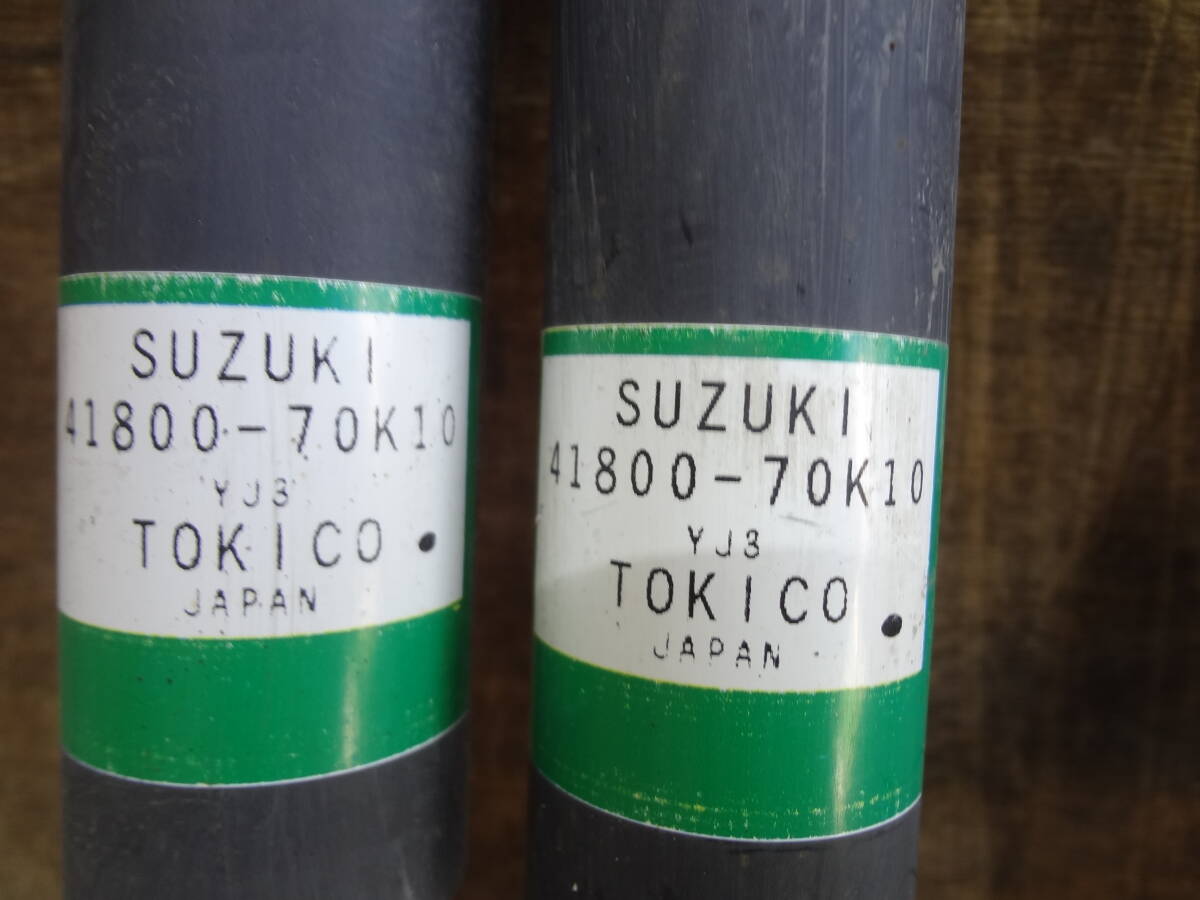 SUZUKI
41800-70K10
YJ3
TOKICO
JAPAN
SUZUKI
41800-70K10
YJ3
TOKICO
JAPAN